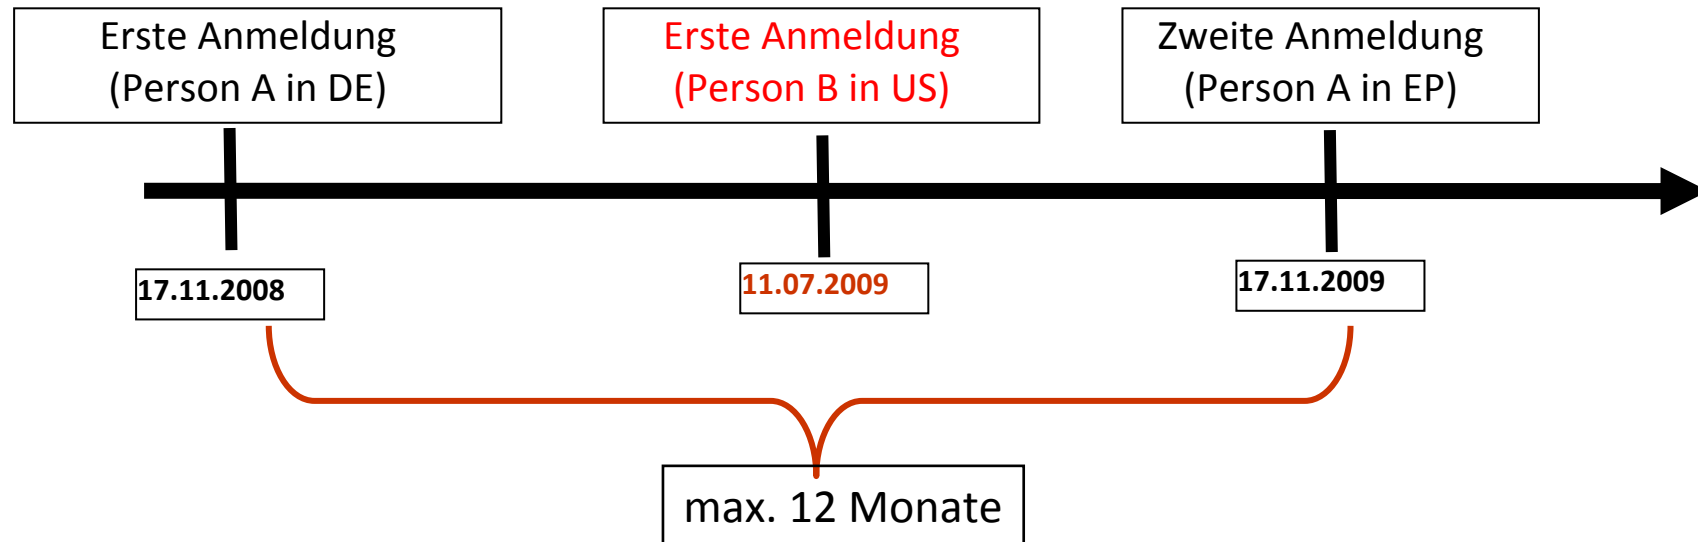 Erste Anmeldung
(Person A in DE)
Erste Anmeldung
(Person B in US)
Zweite Anmeldung
(Person A in EP)
17.11.2008
11.07.2009
17.11.2009
max. 12 Monate